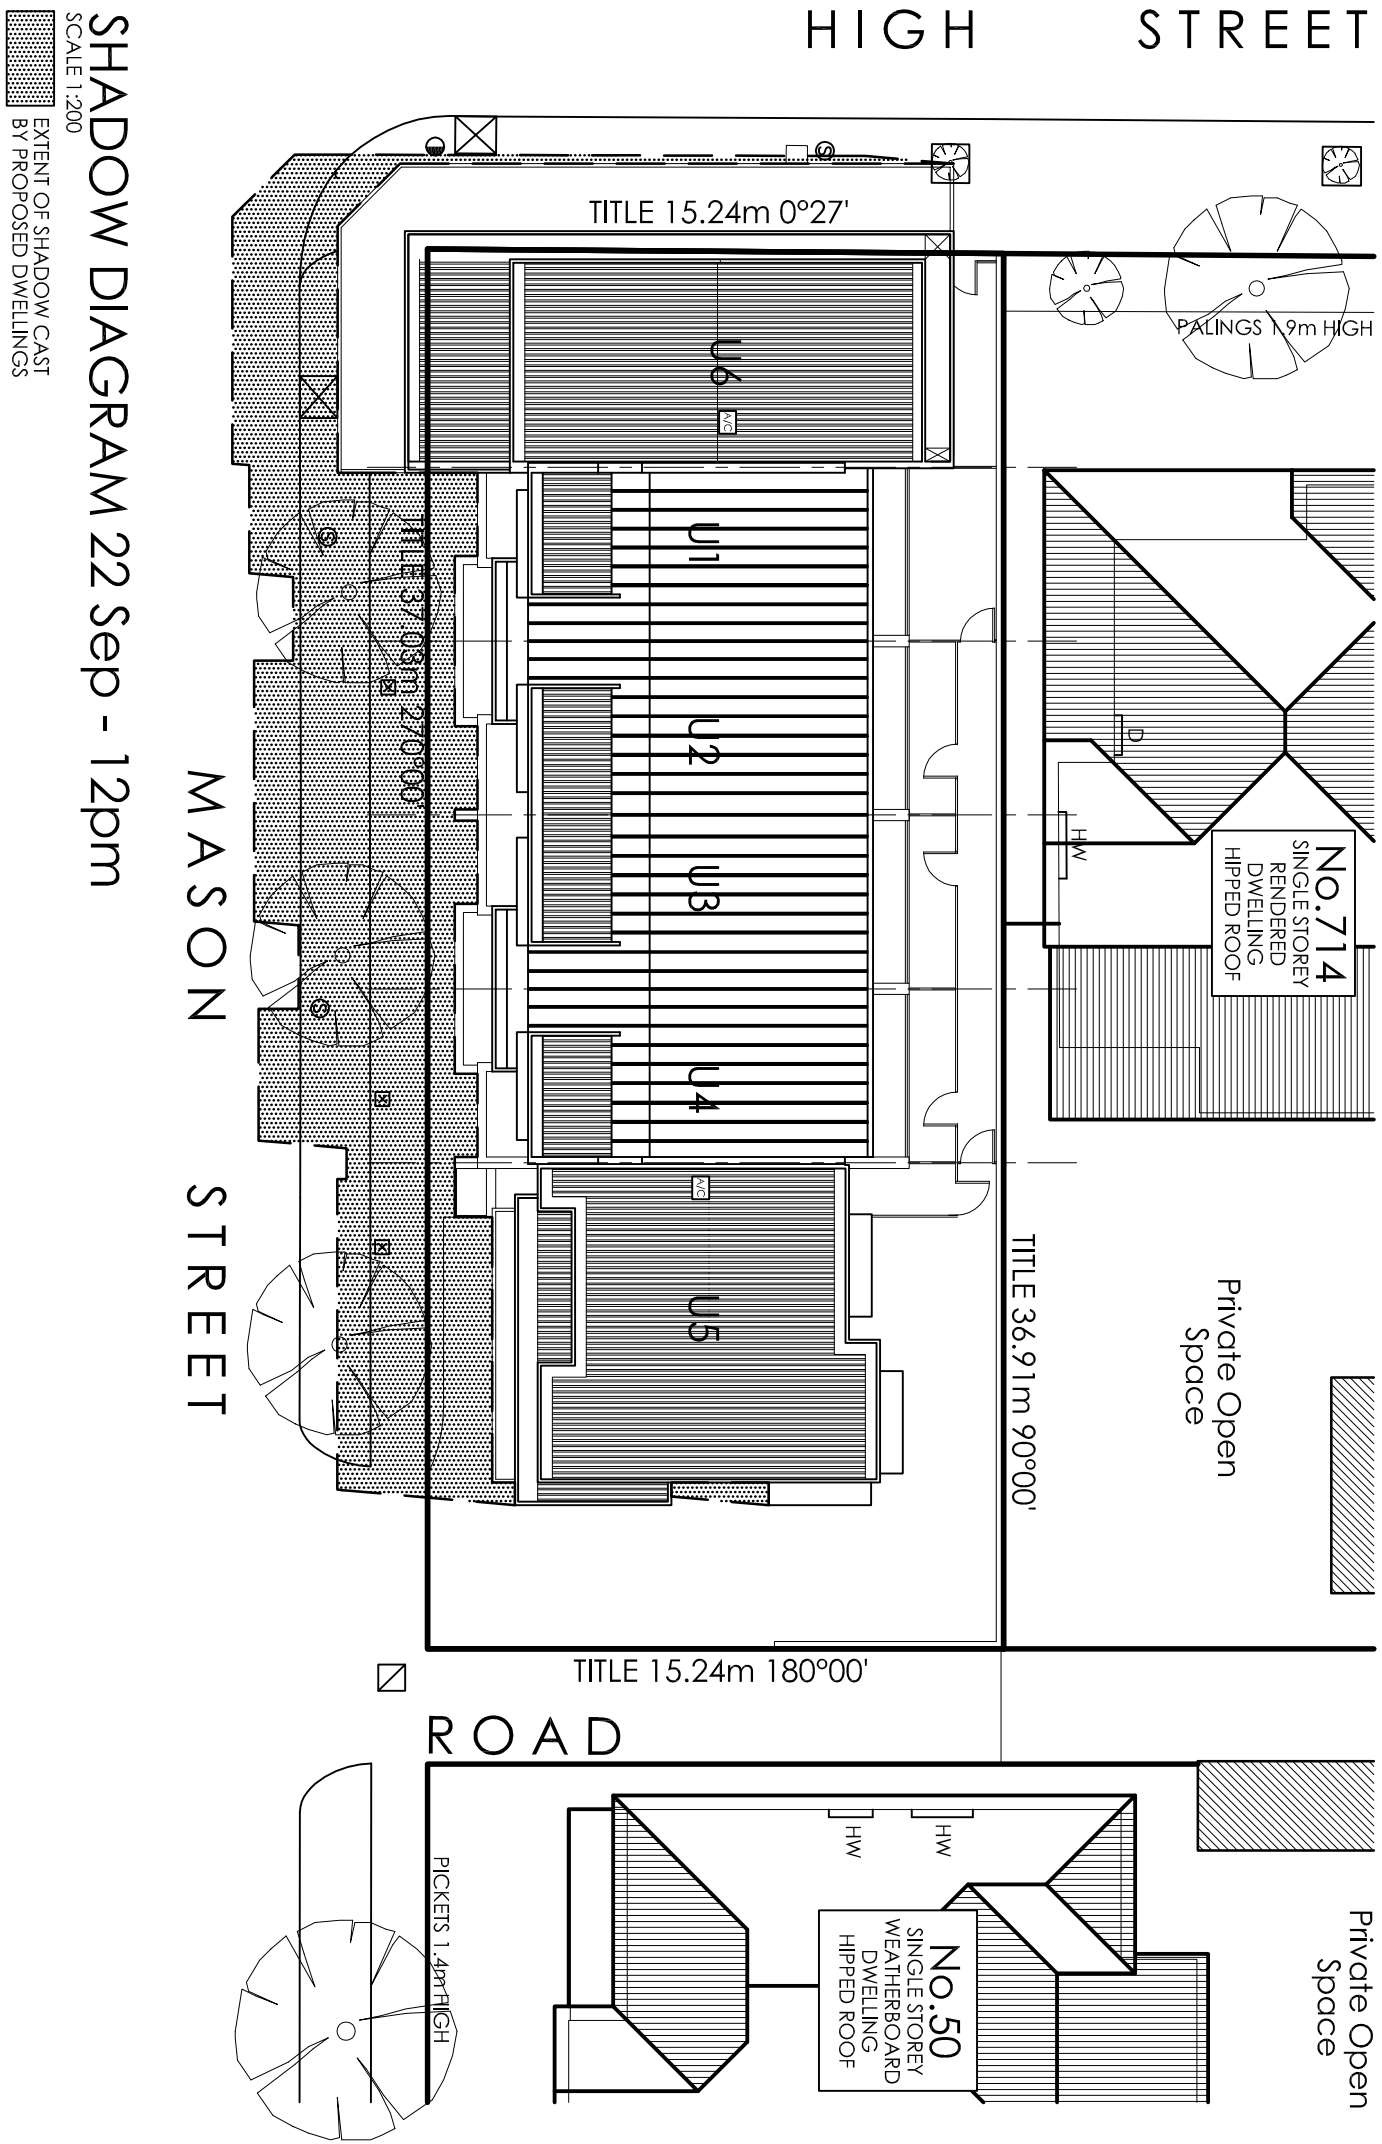 HIGH STREET
SHADOW DIAGRAM 22 Sep - 12pm
SCALE 1:200
EXTENT OF SHADOW CAST
BY PROPOSED DWELLINGS
TITLE 15.24m 0°27'
PALINGS 1.9m HIGH
U6
A/C
TITLE 37.03m 270°00'
S
S
S
U1
U2
U3
U4
A/C
U5
D
HW
No.714
SINGLE STOREY
RENDERED
DWELLING
HIPPED ROOF
MASON STREET
TITLE 36.91m 90°00'
Private Open
Space
TITLE 15.24m 180°00'
ROAD
PICKETS 1.4m HIGH
HW
HW
No.50
SINGLE STOREY
WEATHERBOARD
DWELLING
HIPPED ROOF
Private Open
Space